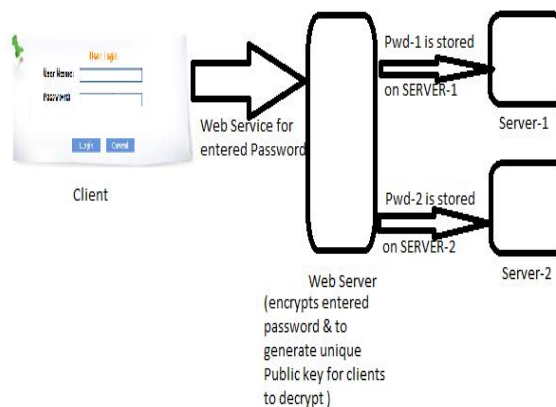 User Login
User Name:
Password:
Login Cancel
Client
Web Service for
entered Password
Pwd-1 is stored
on SERVER-1
Server-1
Pwd-2 is stored
on SERVER-2
Server-2
Web Server
(encrypts entered
password & to
generate unique
Public key for clients
to decrypt )